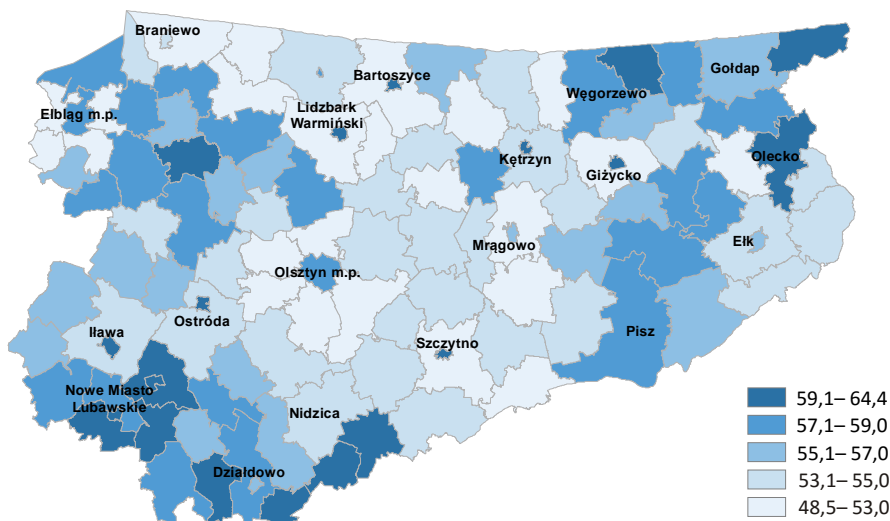 Braniewo
Bartoszyce
Gołdap
Węgorzewo
Elbląg m.p.
Lidzbark
Warmiński
Kętrzyn
Olecko
Giżycko
Mrągowo
Ełk
Olsztyn m.p.
Ostróda
Iława
Szczytno
Pisz
Nowe Miasto
Lubawskie
Nidzica
Działdowo
59,1– 64,4
57,1– 59,0
55,1– 57,0
53,1– 55,0
48,5– 53,0